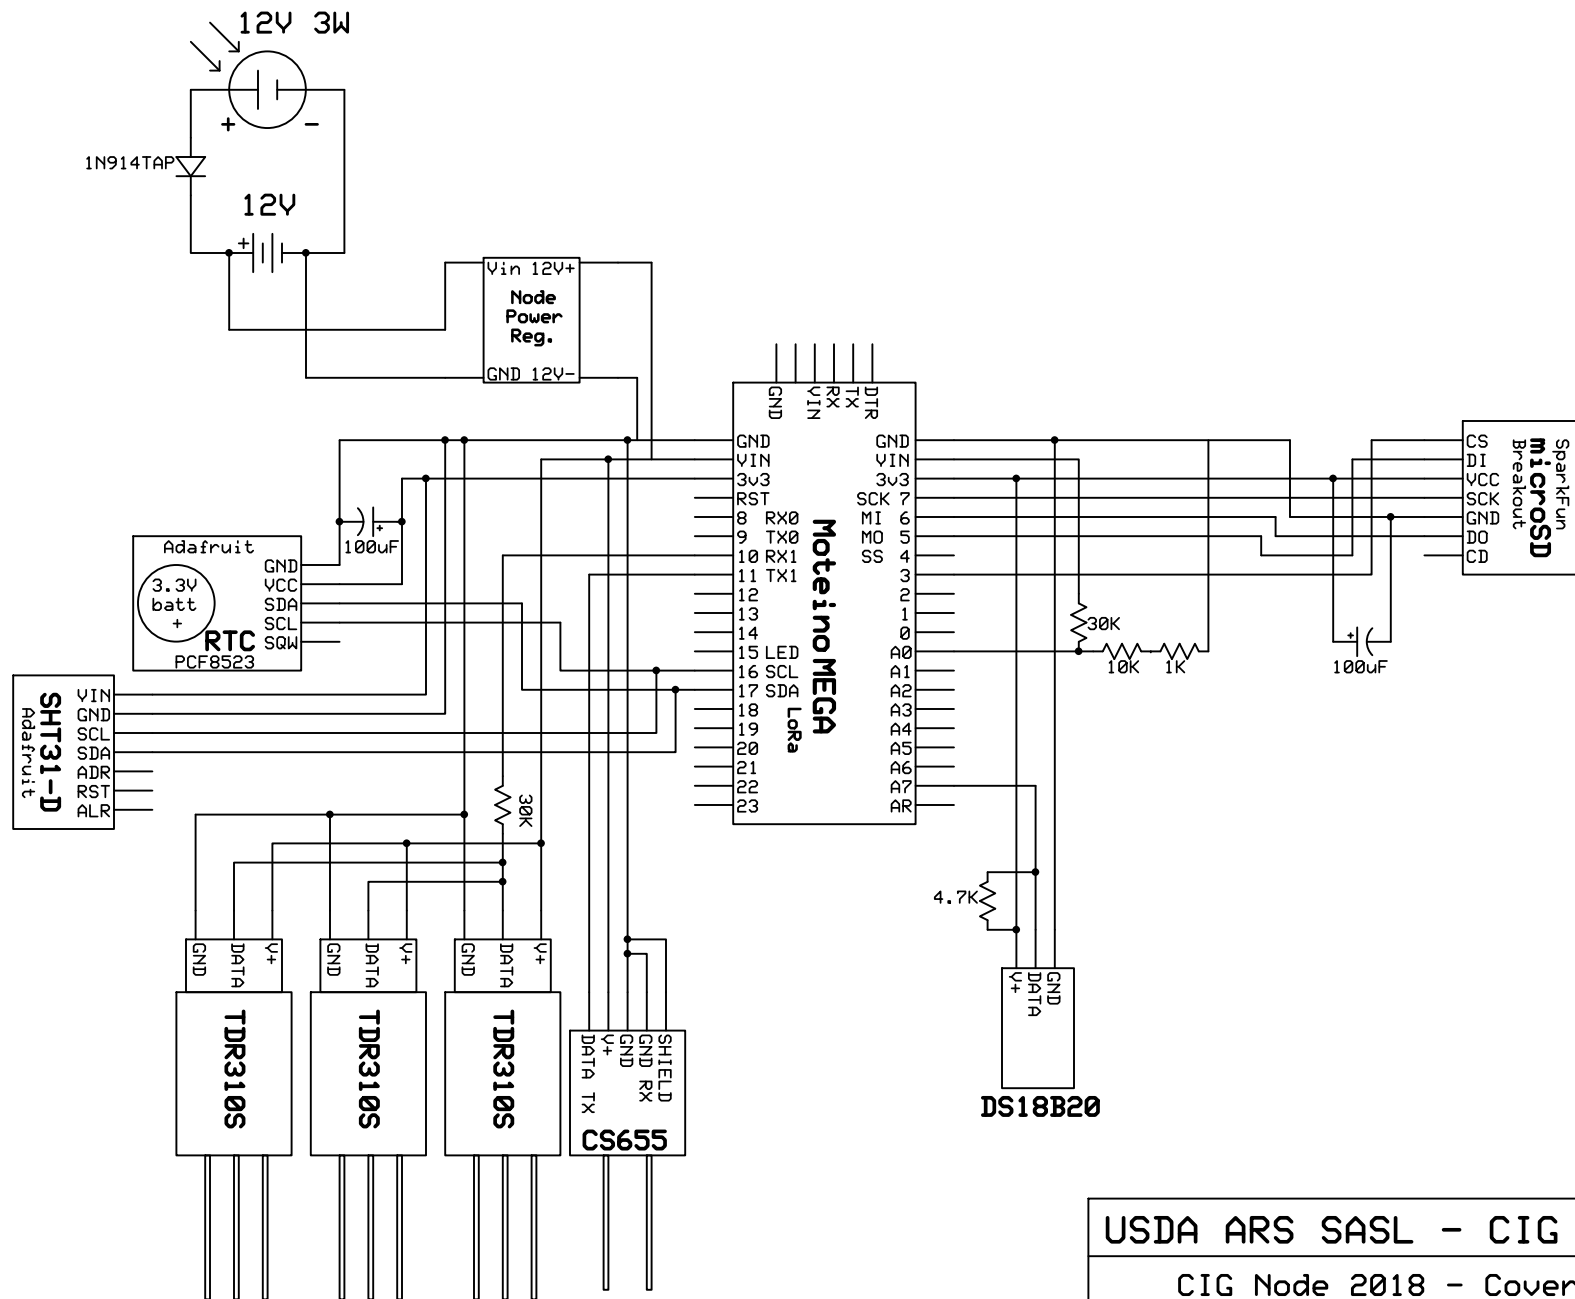 12V 3W
+ -
1N914TAP
12V
+
Vin 12V+
Node
Power
Reg.
GND 12V-
GND
VIN
RX
TX
DTR
GND
VIN
3v3
RST
8 RX0
9 TX0
10 RX1
11 TX1
12
13
14
15 LED
16 SCL
17 SDA
18
19
20
21
22
23
MoteinoMEGA
LoRa
GND
VIN
3v3
SCK 7
MI 6
MO 5
SS 4
3
2
1
0
A0
A1
A2
A3
A4
A5
A6
A7
AR
CS
DI
VCC
SCK
GND
DO
CD
SparkFun
microSD
Breakout
30K
10K
1K
+
100uF
+
100uF
Adafruit
3.3V
batt
+
GND
VCC
SDA
SCL
SQW
RTC
PCF8523
VIN
GND
SCL
SDA
ADR
RST
ALR
SHT31-D
Adafruit
30K
GND
DATA
V+
TDR310S
GND
DATA
V+
TDR310S
GND
DATA
V+
TDR310S
DATA TX
V+
GND
GND RX
SHIELD
CS655
4.7K
V+
DATA
GND
DS18B20
USDA ARS SASL - CIG
CIG Node 2018 - Cover